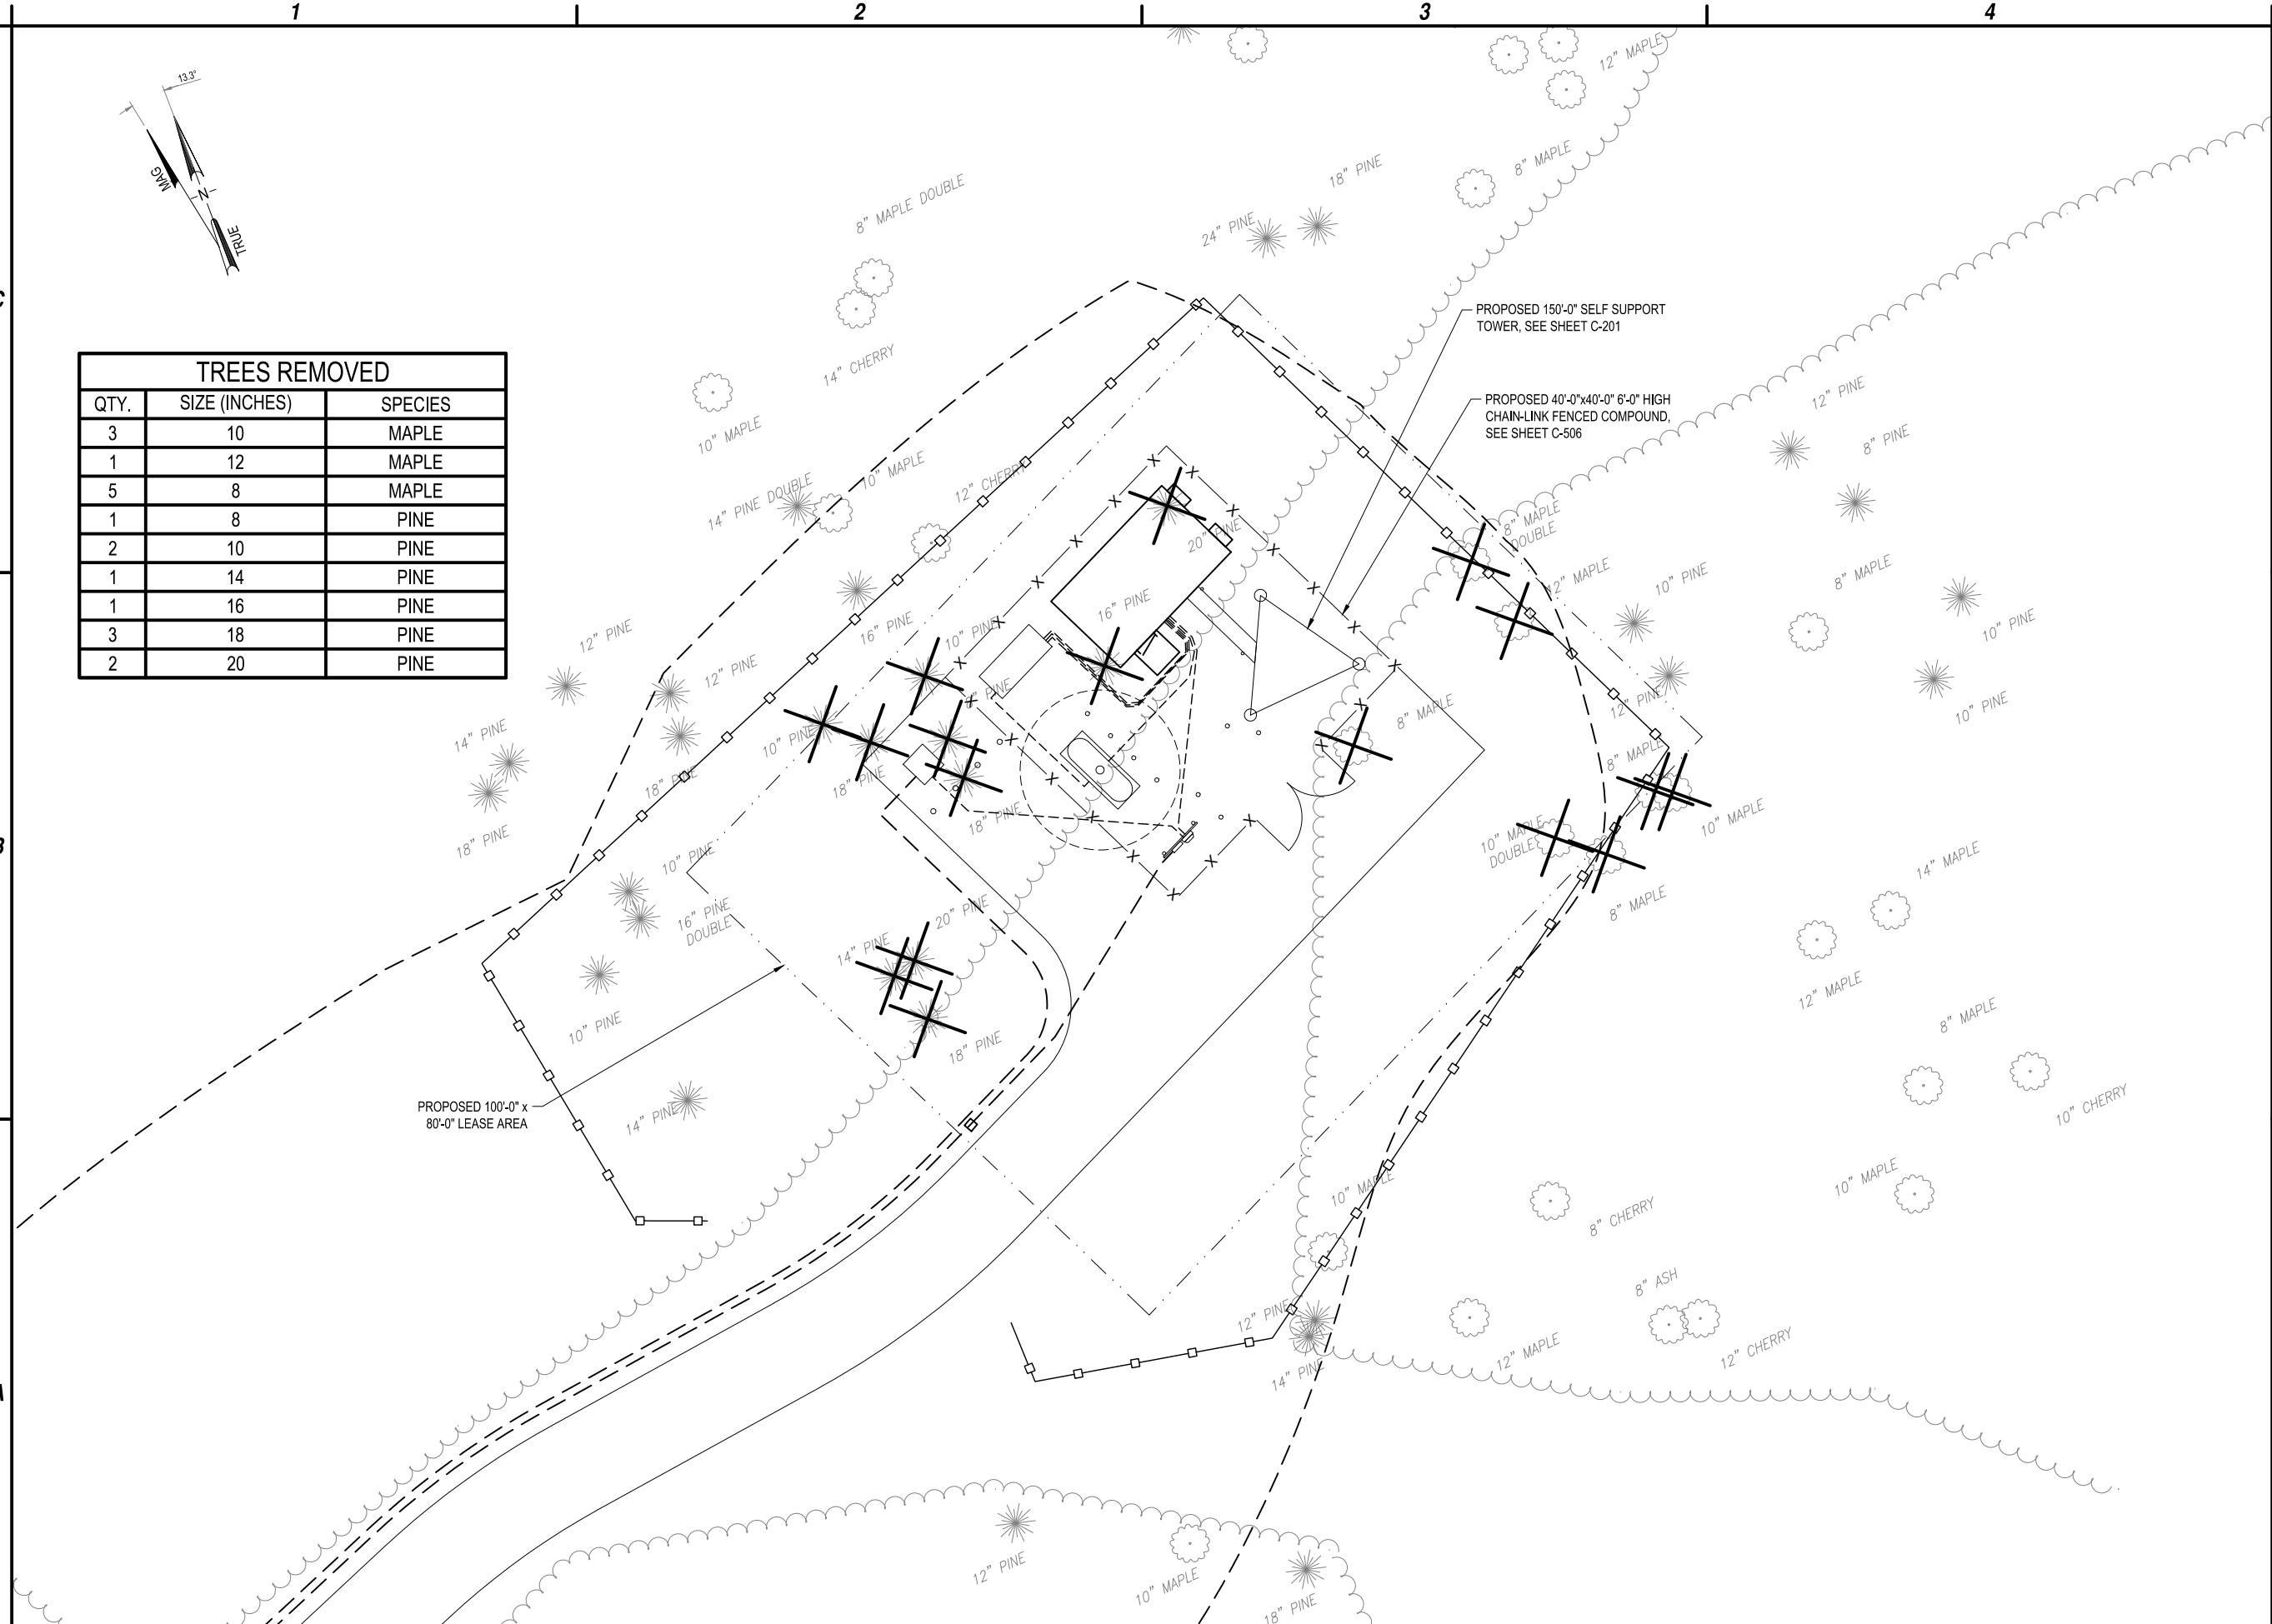 1
2
3
4
C
13.3°
MAG
N
TRUE
12" MAPLE
8" MAPLE
18" PINE
24" PINE
8" MAPLE DOUBLE
14" CHERRY
10" MAPLE
TREES REMOVED
QTY. SIZE (INCHES) SPECIES
3 10 MAPLE
1 12 MAPLE
5 8 MAPLE
1 8 PINE
2 10 PINE
1 14 PINE
1 16 PINE
3 18 PINE
2 20 PINE
PROPOSED 150'-0" SELF SUPPORT
TOWER, SEE SHEET C-201
PROPOSED 40'-0"x40'-0" 6'-0" HIGH
CHAIN-LINK FENCED COMPOUND,
SEE SHEET C-506
12" PINE
8" PINE
14" PINE DOUBLE
10" MAPLE
12" CHERRY
20" PINE
8" MAPLE
DOUBLE
12" MAPLE
10" PINE
8" MAPLE
10" PINE
10" PINE
12" PINE
16" PINE
10" PINE
16" PINE
12" PINE
14" PINE
18" PINE
18" PINE
10" PINE
18" PINE
18" PINE
8" MAPLE
12" PINE
8" MAPLE
10" MAPLE
10" MAPLE
DOUBLE
8" MAPLE
14" MAPLE
12" MAPLE
8" MAPLE
10" CHERRY
10" MAPLE
10" PINE
16" PINE
DOUBLE
10" PINE
14" PINE
20" PINE
18" PINE
14" PINE
PROPOSED 100'-0" x
80'-0" LEASE AREA
10" MAPLE
8" CHERRY
8" ASH
12" CHERRY
12" MAPLE
12" PINE
14" PINE
12" PINE
10" MAPLE
18" PINE